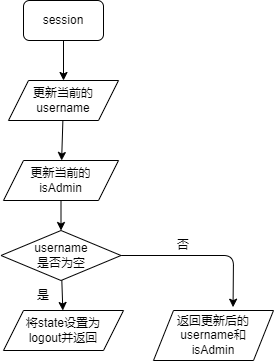 session
更新当前的
username
更新当前的
isAdmin
username
是否为空
否
是
将state设置为
logout并返回
返回更新后的
username和
isAdmin